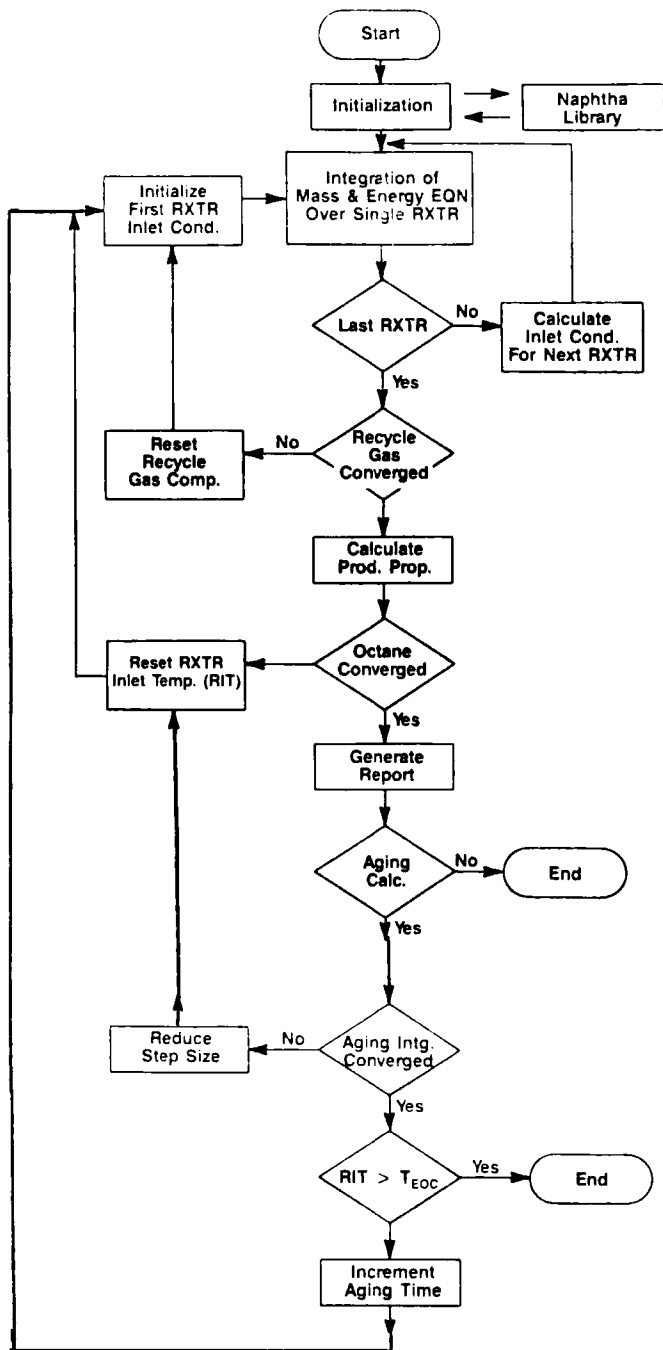 Start
Initialization
Naphtha
Library
Initialize
First RXTR
Inlet Cond.
Integration of
Mass & Energy EQN
Over Single RXTR
Last RXTR
No
Calculate
Inlet Cond.
For Next RXTR
Yes
Reset
Recycle
Gas Comp.
No
Recycle
Gas
Converged
Calculate
Prod. Prop.
Reset RXTR
Inlet Temp. (RIT)
Octane
Converged
Yes
Generate
Report
Aging
Calc.
No
End
Yes
Reduce
Step Size
No
Aging Intg.
Converged
Yes
RIT > T_EOC
Yes
End
Increment
Aging Time